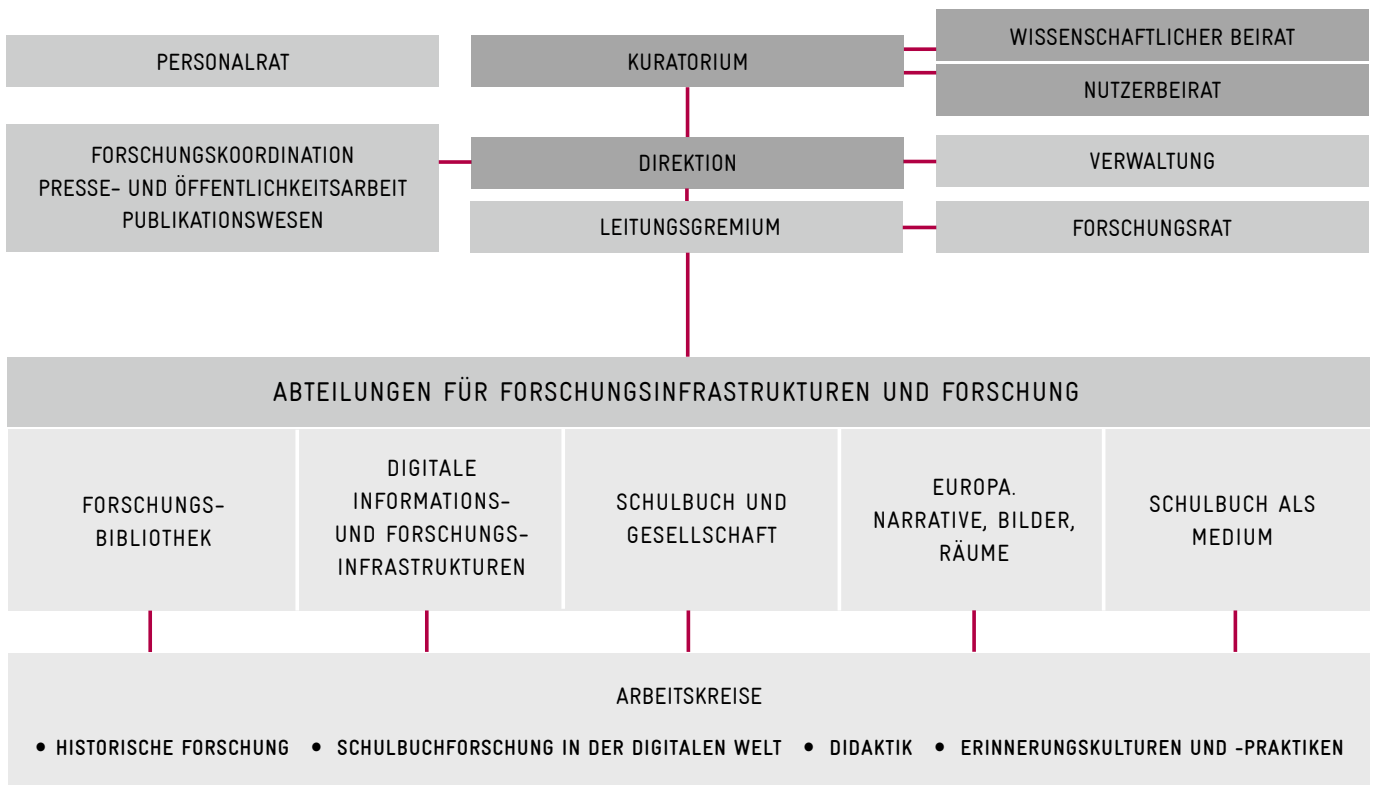 PERSONALRAT
KURATORIUM
WISSENSCHAFTLICHER BEIRAT
NUTZERBEIRAT
FORSCHUNGSKOORDINATION
PRESSE- UND ÖFFENTLICHKEITSARBEIT
PUBLIKATIONSWESEN
DIREKTION
VERWALTUNG
LEITUNGSGREMIUM
FORSCHUNGSRAT
ABTEILUNGEN FÜR FORSCHUNGSINFRASTRUKTUREN UND FORSCHUNG
FORSCHUNGS-
BIBLIOTHEK
DIGITALE
INFORMATIONS-
UND FORSCHUNGS-
INFRASTRUKTUREN
SCHULBUCH UND
GESELLSCHAFT
EUROPA.
NARRATIVE, BILDER,
RÄUME
SCHULBUCH ALS
MEDIUM
ARBEITSKREISE
• HISTORISCHE FORSCHUNG • SCHULBUCHFORSCHUNG IN DER DIGITALEN WELT • DIDAKTIK • ERINNERUNGSKULTUREN UND -PRAKTIKEN